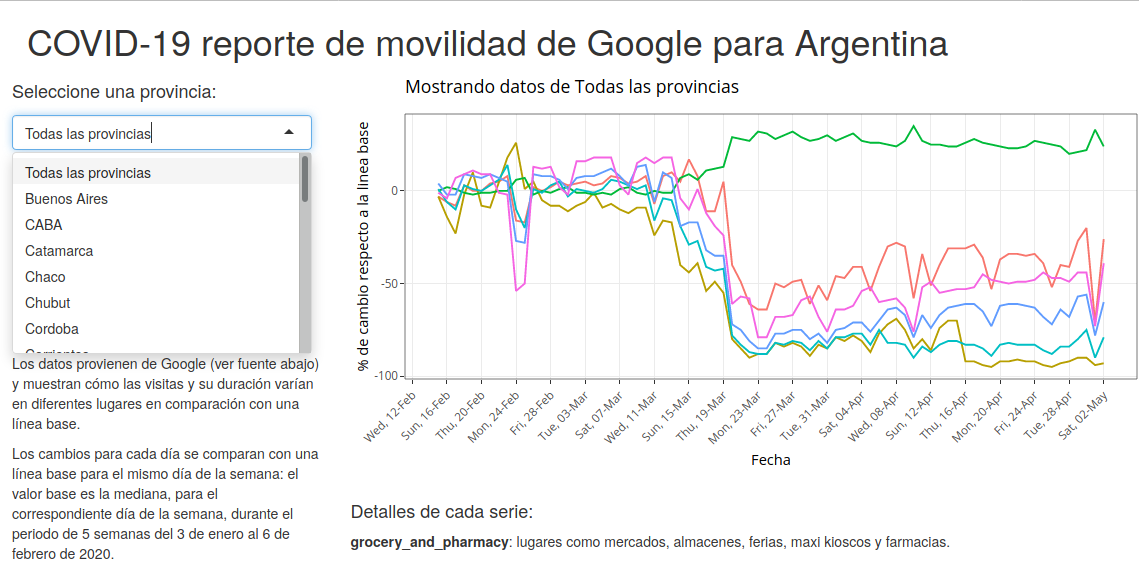 COVID-19 reporte de movilidad de Google para Argentina
Seleccione una provincia:
Todas las provincias
Todas las provincias
Buenos Aires
CABA
Catamarca
Chaco
Chubut
Cordoba
Corrientes
Los datos provienen de Google (ver fuente abajo)
y muestran cómo las visitas y su duración varían
en diferentes lugares en comparación con una
línea base.
Los cambios para cada día se comparan con una
línea base para el mismo día de la semana: el
valor base es la mediana, para el
correspondiente día de la semana, durante el
periodo de 5 semanas del 3 de enero al 6 de
febrero de 2020.
Mostrando datos de Todas las provincias
% de cambio respecto a la línea base
0
-50
-100
Wed, 12-Feb
Sun, 16-Feb
Thu, 20-Feb
Mon, 24-Feb
Fri, 28-Feb
Tue, 03-Mar
Sat, 07-Mar
Wed, 11-Mar
Sun, 15-Mar
Thu, 19-Mar
Mon, 23-Mar
Fri, 27-Mar
Tue, 31-Mar
Sat, 04-Apr
Wed, 08-Apr
Sun, 12-Apr
Thu, 16-Apr
Mon, 20-Apr
Fri, 24-Apr
Tue, 28-Apr
Sat, 02-May
Fecha
Detalles de cada serie:
grocery_and_pharmacy: lugares como mercados, almacenes, ferias, maxi kioscos y farmacias.